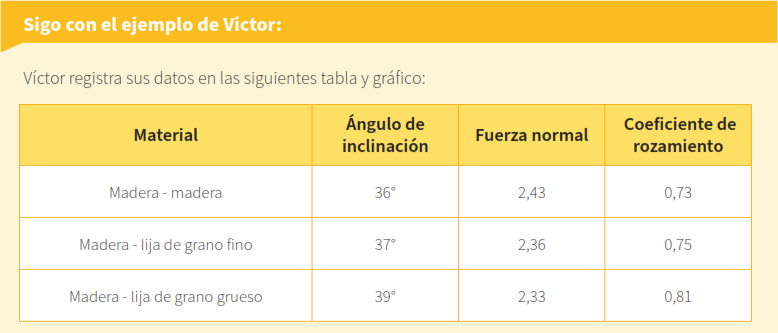 Sigo con el ejemplo de Victor:
Víctor registra sus datos en las siguientes tabla y gráfico:
Material
Ángulo de
inclinación
Fuerza normal
Coeficiente de
rozamiento
Madera - madera
36°
2,43
0,73
Madera - lija de grano fino
37°
2,36
0,75
Madera - lija de grano grueso
39°
2,33
0,81